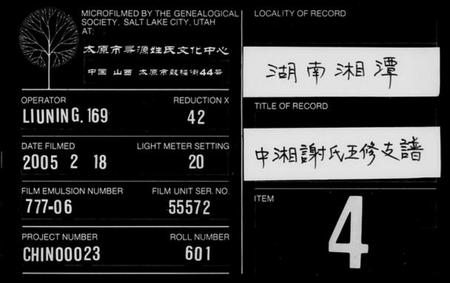 MICROFILMED BY THE GENEALOGICAL
SOCIETY, SALT LAKE CITY, UTAH
AT:
太原市寻源姓氏文化中心
中国 山西 太原市鼓楼街44号
OPERATOR
LIUNING, 169
REDUCTION X
42
DATE FILMED
2005 2 18
LIGHT METER SETTING
20
FILM EMULSION NUMBER
777-06
FILM UNIT SER. NO.
55572
PROJECT NUMBER
CHINO0023
ROLL NUMBER
601
LOCALITY OF RECORD
湖南湘潭
TITLE OF RECORD
中湘謝氏五修支譜
ITEM
4